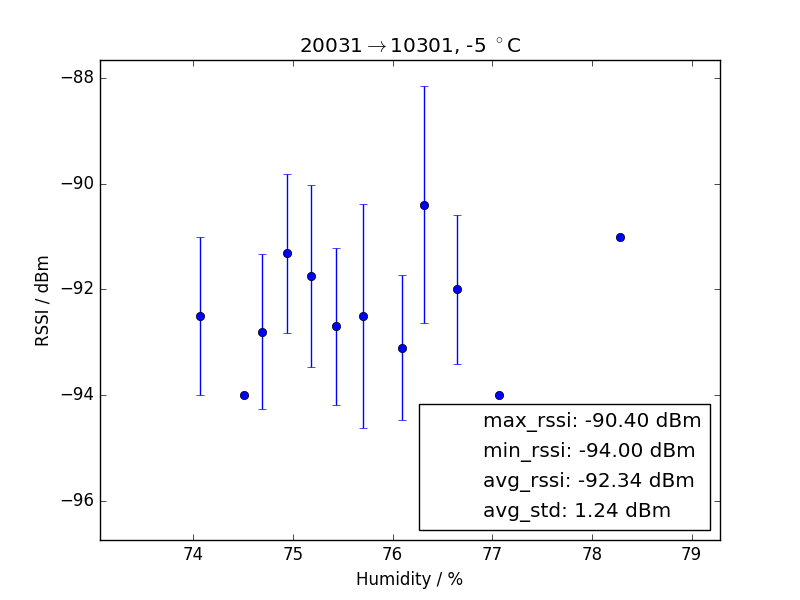 20031→10301, -5 °C
−88
−90
−92
−94
−96
RSSI / dBm
max_rssi: -90.40 dBm
min_rssi: -94.00 dBm
avg_rssi: -92.34 dBm
avg_std: 1.24 dBm
74 75 76 77 78 79
Humidity / %